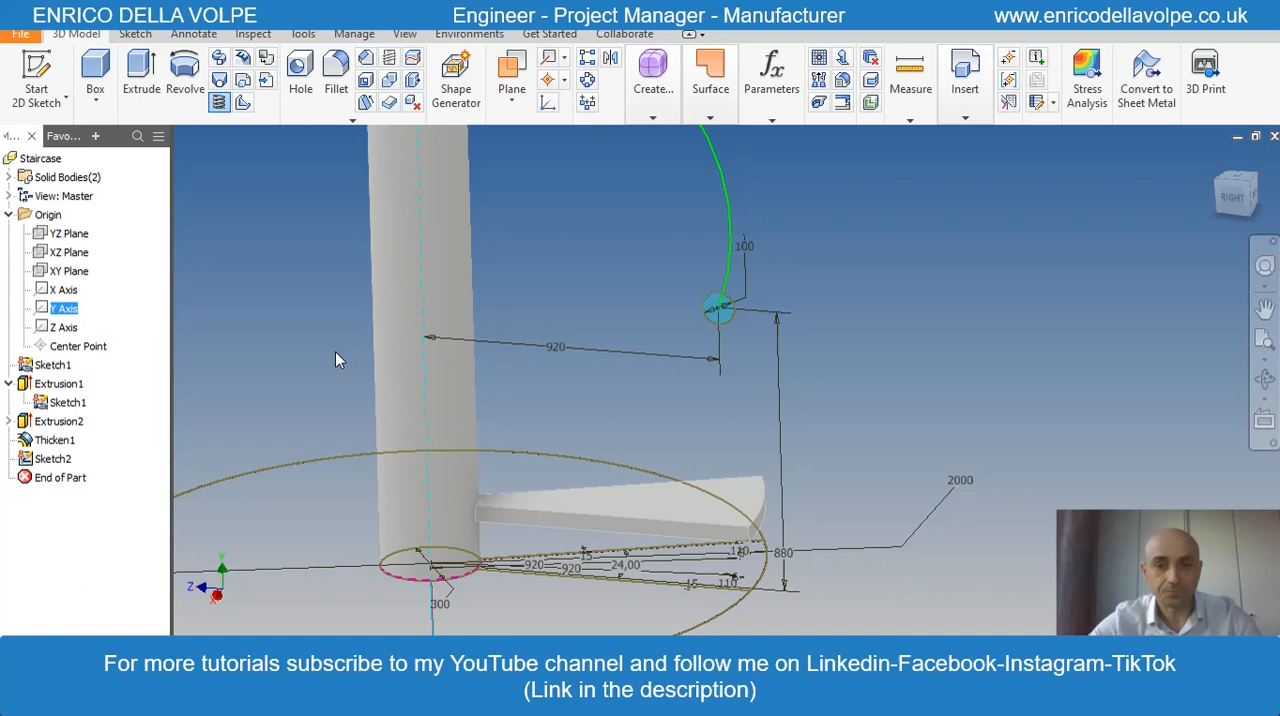 ENRICO DELLA VOLPE
Engineer - Project Manager - Manufacturer
www.enricodellavolpe.co.uk
File
3D Model
Sketch
Annotate
Inspect
Tools
Manage
View
Environments
Get Started
Collaborate
Start
2D Sketch
Box
Extrude
Revolve
Hole
Fillet
Shape
Generator
Plane
Create...
Surface
Parameters
Measure
Insert
Stress
Analysis
Convert to
Sheet Metal
3D Print
M...
Favo...
Staircase
Solid Bodies(2)
View: Master
Origin
YZ Plane
XZ Plane
XY Plane
X Axis
Y Axis
Z Axis
Center Point
Sketch1
Extrusion1
Sketch1
Extrusion2
Thicken1
Sketch2
End of Part
RIGHT
100
920
2000
880
110
15
920
920
24,00
15
110
300
Y
Z
X
For more tutorials subscribe to my YouTube channel and follow me on Linkedin-Facebook-Instagram-TikTok
(Link in the description)